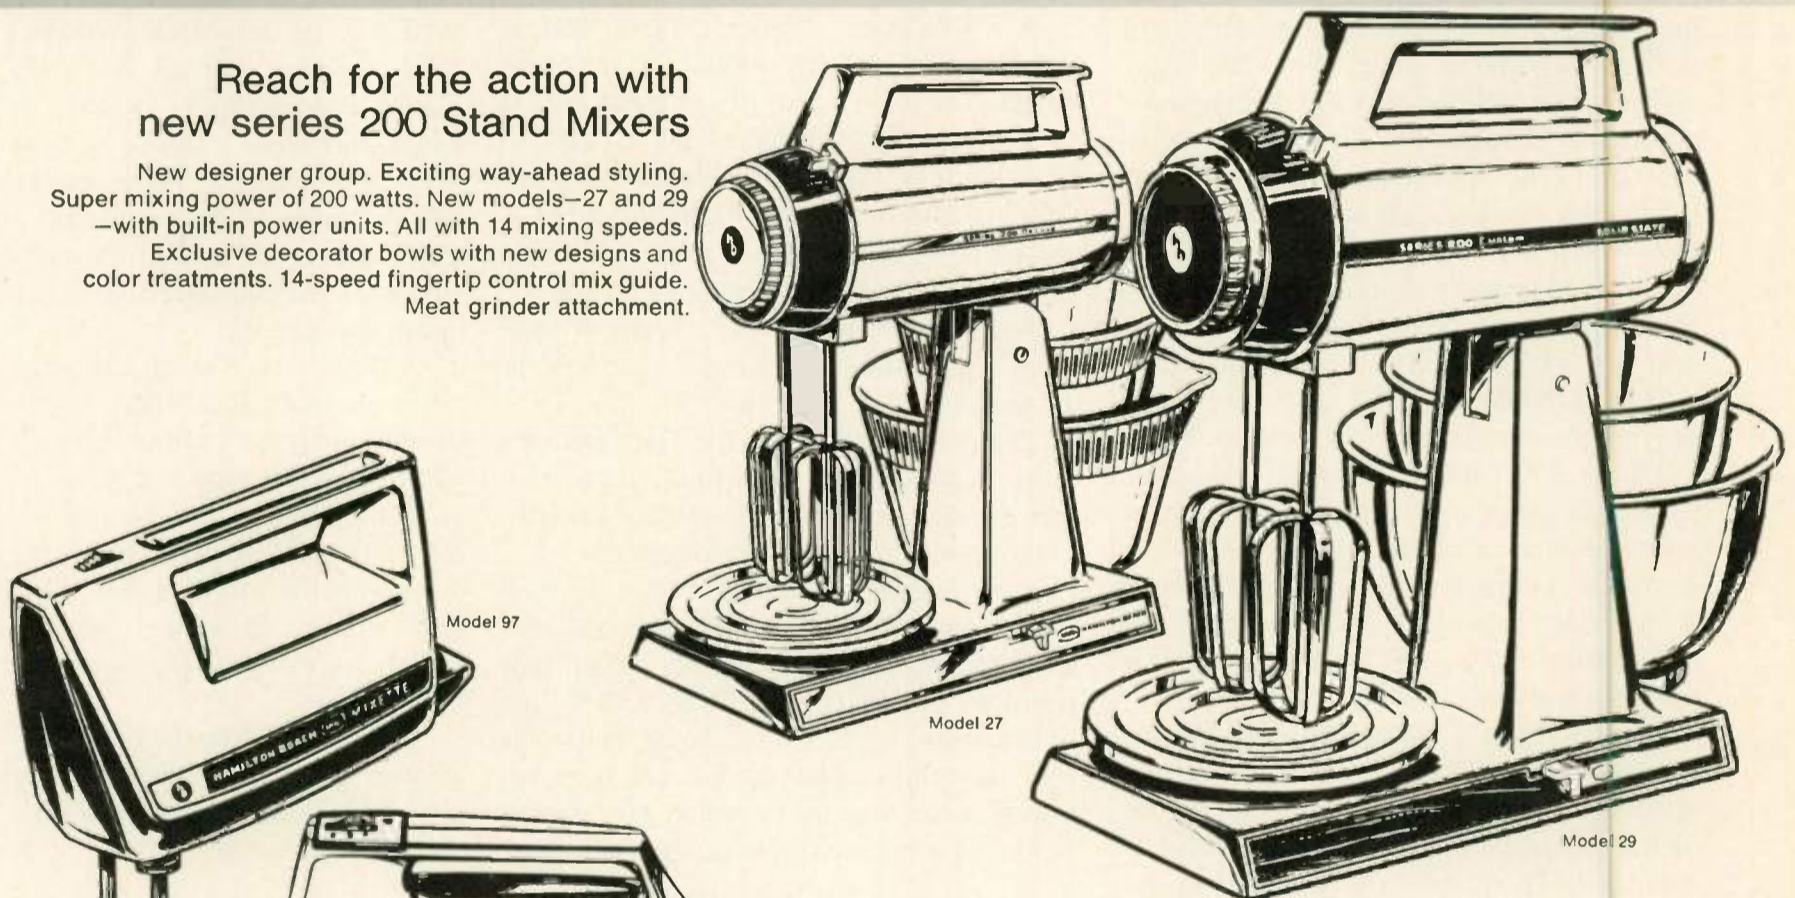 Reach for the action with
new series 200 Stand Mixers
New designer group. Exciting way-ahead styling.
Super mixing power of 200 watts. New models—27 and 29
—with built-in power units. All with 14 mixing speeds.
Exclusive decorator bowls with new designs and
color treatments. 14-speed fingertip control mix guide.
Meat grinder attachment.
Model 97
HAMILTON BEACH MIXETTE
Model 27
HAMILTON BEACH
SERIES 200
SOLID STATE
Model 29